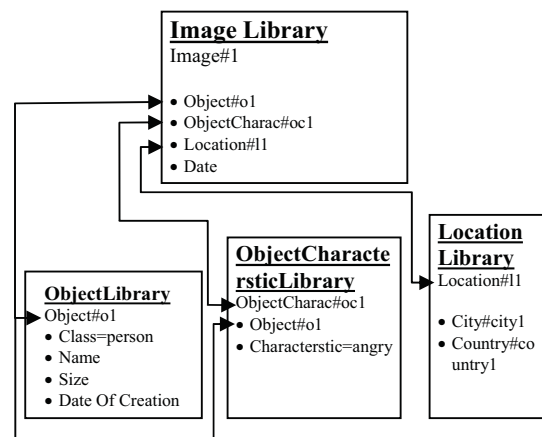 Image Library
Image#1
• Object#o1
• ObjectCharac#oc1
• Location#l1
• Date
ObjectLibrary
Object#o1
• Class=person
• Name
• Size
• Date Of Creation
ObjectCharacte
rsticLibrary
ObjectCharac#oc1
• Object#o1
• Characterstic=angry
Location
Library
Location#l1
• City#city1
• Country#co
untry1